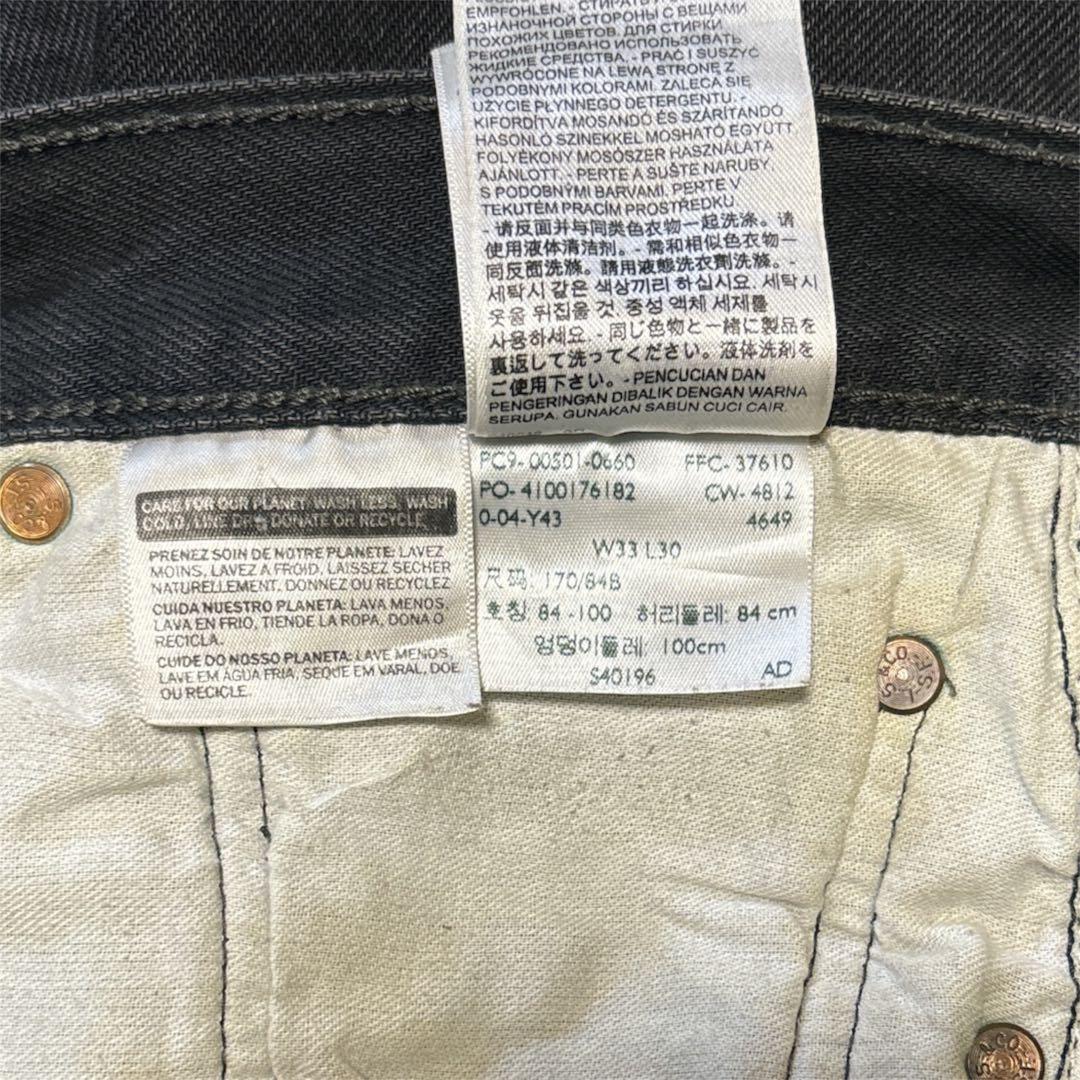 EMPFOHLEN. - СТИРАТЬ И
ИЗНАНОЧНОЙ СТОРОНЫ С ВЕЩАМИ
ПОХОЖИХ ЦВЕТОВ. ДЛЯ СТИРКИ
РЕКОМЕНДОВАНО ИСПОЛЬЗОВАТЬ
ЖИДКИЕ СРЕДСТВА. - PRAĆ I SUSZYĆ
WYWRÓCONE NA LEWĄ STRONĘ Z
PODOBNYMI KOLORAMI. ZALECA SIĘ
UŻYCIE PŁYNNEGO DETERGENTU. -
KIFORDÍTVA MOSANDÓ ÉS SZÁRÍTANDÓ
HASONLÓ SZINEKKEL MOSHATÓ EGYÜTT.
FOLYÉKONY MOSÓSZER HASZNÁLATA
AJÁNLOTT. - PERTE A SUŠTE NARUBY,
S PODOBNÝMI BARVAMI. PERTE V
TEKUTÉM PRACÍM PROSTŘEDKU.
- 请反面并与同类色衣物一起洗涤。请
使用液体清洁剂。- 需和相似色衣物一
同反面洗滌。請用液態洗衣劑洗滌。-
세탁시 같은 색상끼리 하십시요. 세탁시
옷을 뒤집을 것. 중성 액체 세제를
사용하세요. - 同じ色物と一緒に製品を
裏返して洗ってください。液体洗剤を
ご使用下さい。- PENCUCIAN DAN
PENGERINGAN DIBALIK DENGAN WARNA
SERUPA. GUNAKAN SABUN CUCI CAIR.
PC9- 00501-0660 FFC- 37610
PO- 4100176182 CW- 4812
0-04-Y43 4649
W33 L30
尺码: 170/84B
호칭 84 -100 허리둘레: 84 cm
엉덩이둘레: 100cm
S40196 AD
CARE FOR OUR PLANET: WASH LESS, WASH
COLD, LINE DRY, DONATE OR RECYCLE
PRENEZ SOIN DE NOTRE PLANETE: LAVEZ
MOINS, LAVEZ A FROID, LAISSEZ SECHER
NATURELLEMENT, DONNEZ OU RECYCLEZ
CUIDA NUESTRO PLANETA: LAVA MENOS,
LAVA EN FRIO, TIENDE LA ROPA, DONA O
RECICLA.
CUIDE DO NOSSO PLANETA: LAVE MENOS,
LAVE EM ÁGUA FRIA, SEQUE EM VARAL, DOE
OU RECICLE.